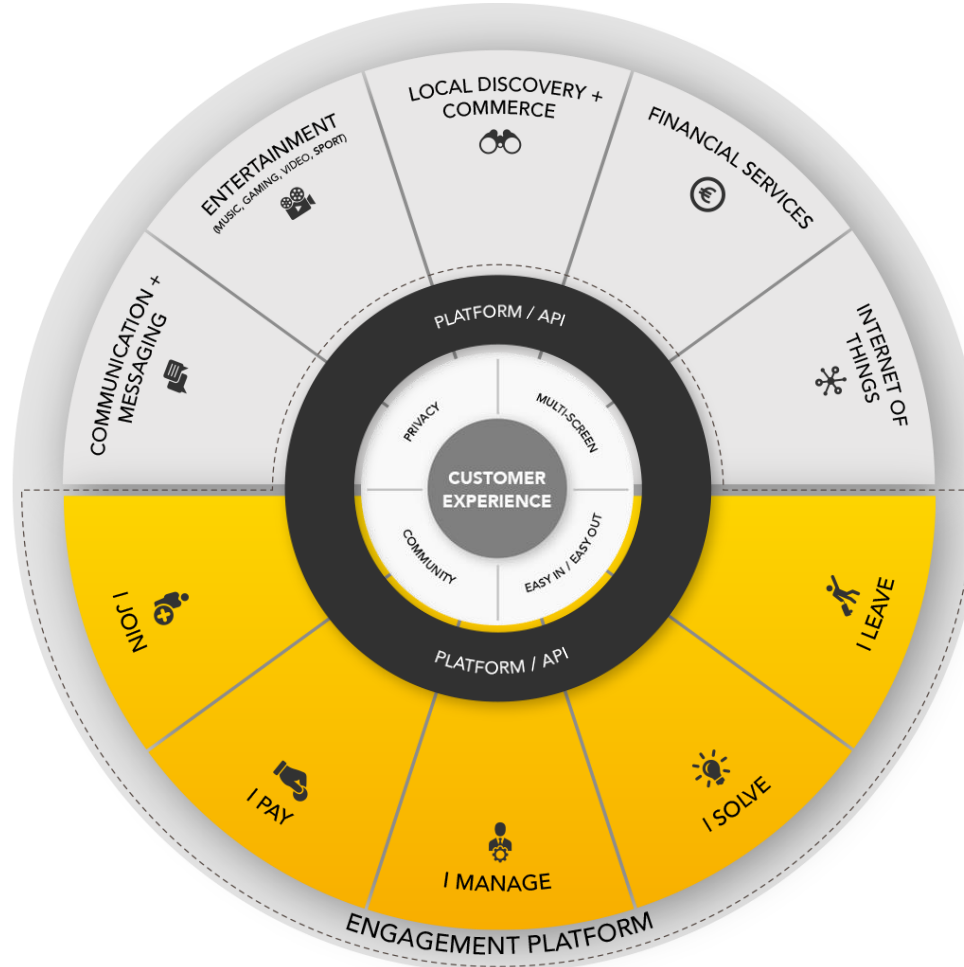 COMMUNICATION +
MESSAGING
ENTERTAINMENT
(MUSIC, GAMING, VIDEO, SPORT)
LOCAL DISCOVERY +
COMMERCE
FINANCIAL SERVICES
€
INTERNET OF
THINGS
PLATFORM / API
PRIVACY
MULTI-SCREEN
CUSTOMER
EXPERIENCE
COMMUNITY
EASY IN / EASY OUT
PLATFORM / API
I JOIN
I PAY
I MANAGE
I SOLVE
I LEAVE
ENGAGEMENT PLATFORM